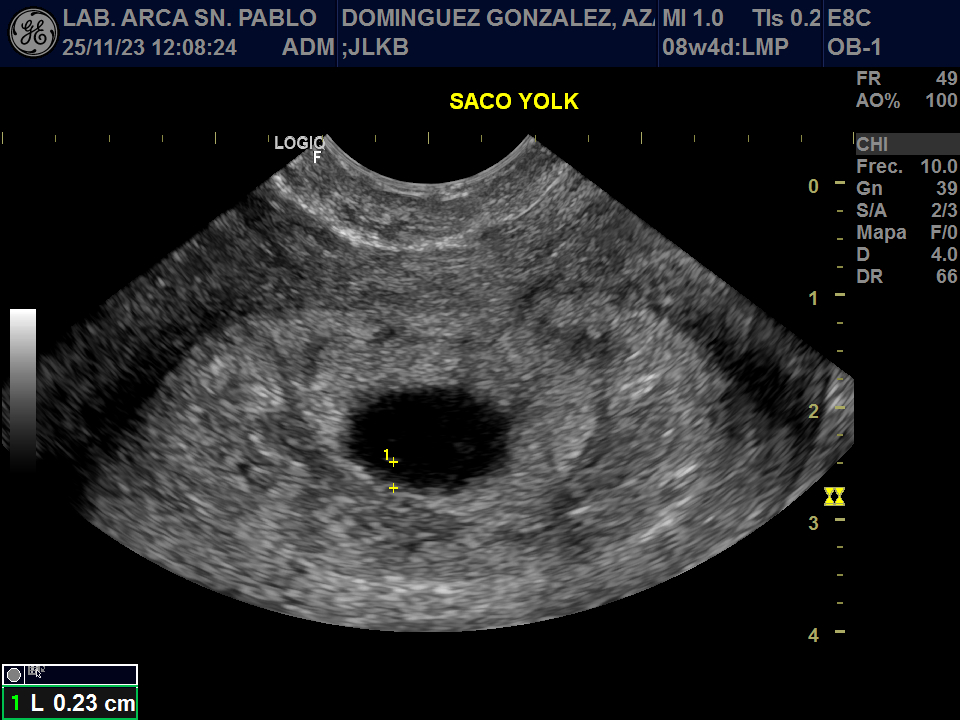 LAB. ARCA SN. PABLO
DOMINGUEZ GONZALEZ, AZ
MI 1.0 TIs 0.2
E8C
25/11/23 12:08:24 ADM
;JLKB
08w4d:LMP
OB-1
FR 49
AO% 100
SACO YOLK
LOGIQ
F
CHI
Frec. 10.0
Gn 39
S/A 2/3
Mapa F/0
D 4.0
DR 66
0
1
2
3
4
1
1 L 0.23 cm